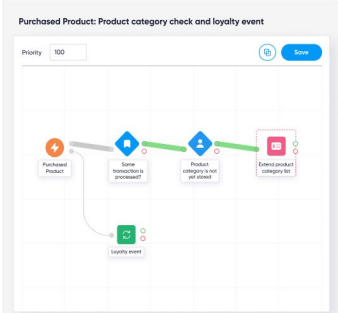 Purchased Product: Product category check and loyalty event
Priority 100 Save
Purchased
Product
Same
transaction is
processed?
Product
category is not
yet stored
Extend product
category list
Loyalty event